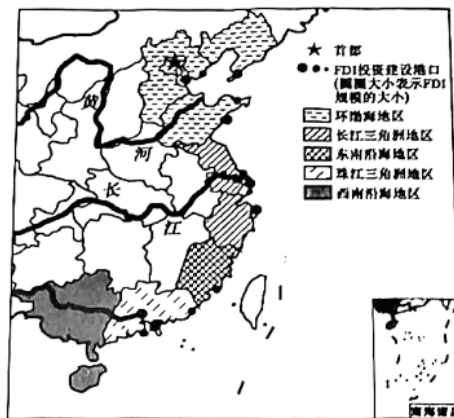 首都
FDI投资建设港口
(圆圈大小表示FDI
规模的大小)
环渤海地区
长江三角洲地区
东南沿海地区
珠江三角洲地区
西南沿海地区
黄
河
长
江
南海诸岛